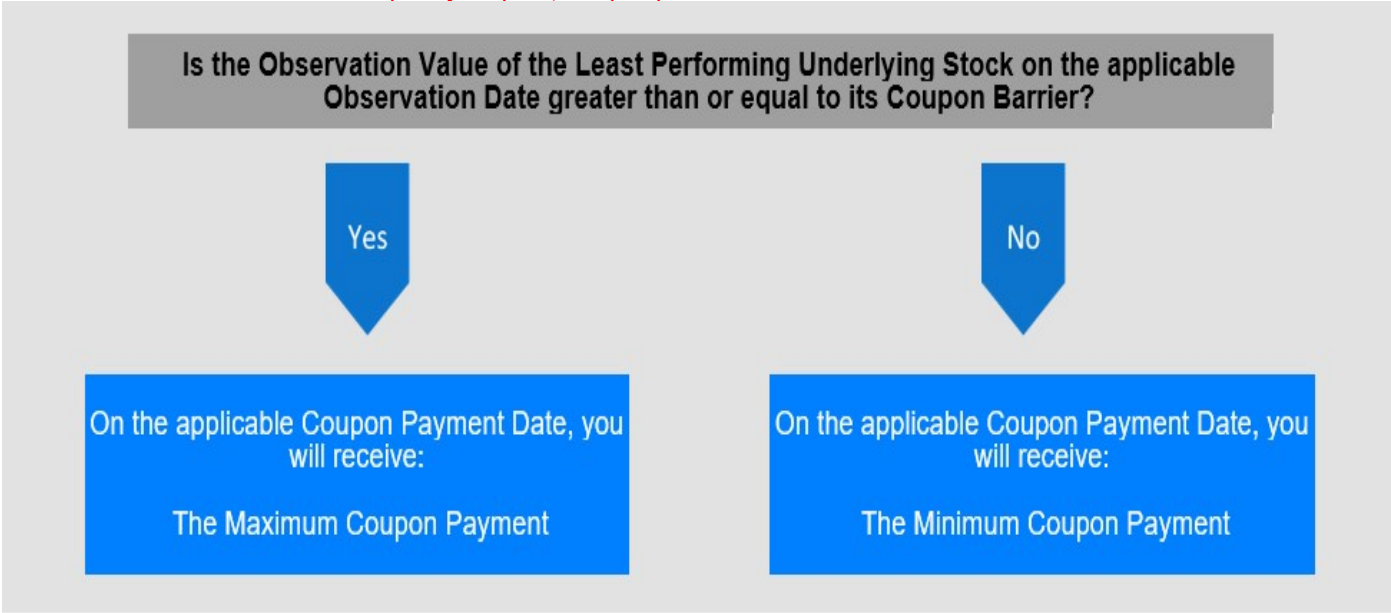 Is the Observation Value of the Least Performing Underlying Stock on the applicable
Observation Date greater than or equal to its Coupon Barrier?
Yes
No
On the applicable Coupon Payment Date, you
will receive:
The Maximum Coupon Payment
On the applicable Coupon Payment Date, you
will receive:
The Minimum Coupon Payment